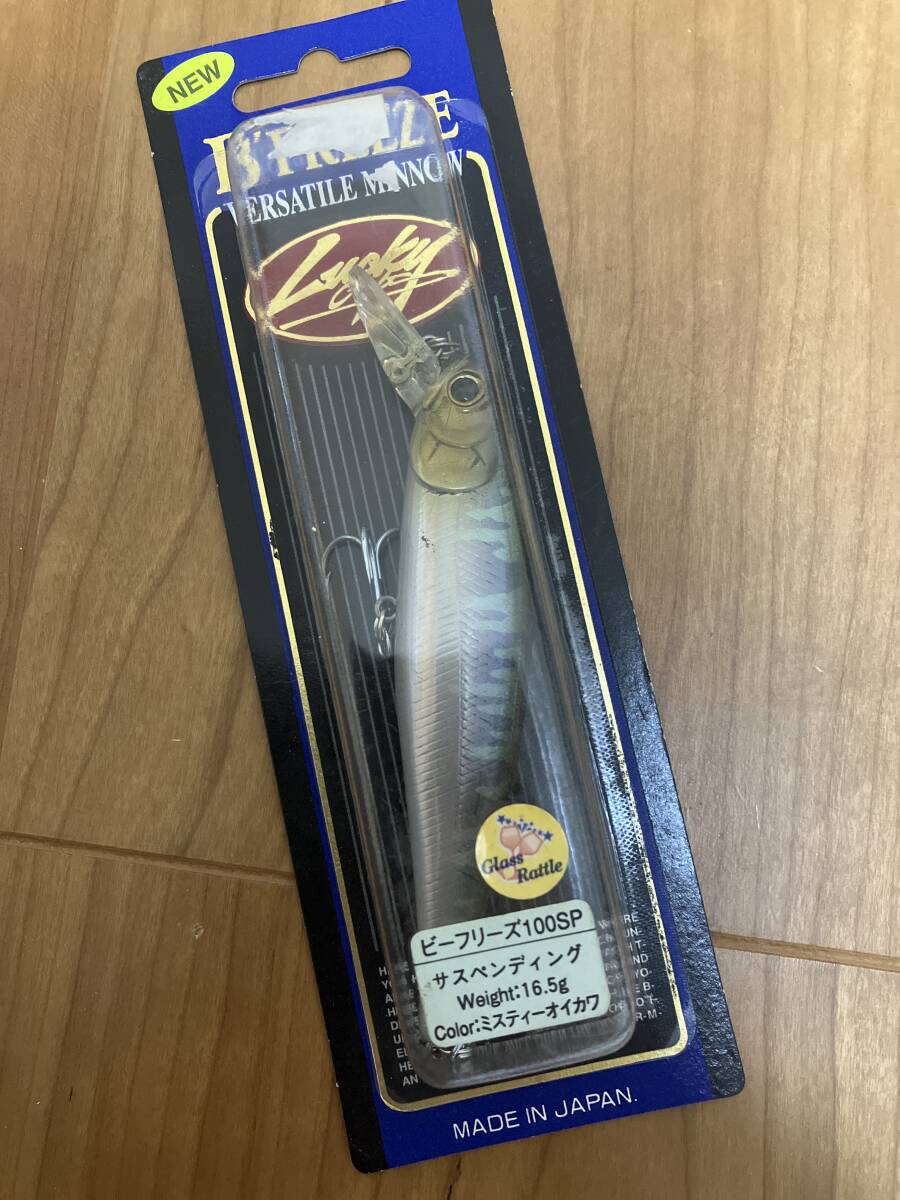 NEW
B'FREEZE
VERSATILE MINNOW
Lucky
Glass
Rattle
ビーフリーズ100SP
サスペンディング
Weight:16.5g
Color:ミスティーオイカワ
MADE IN JAPAN.